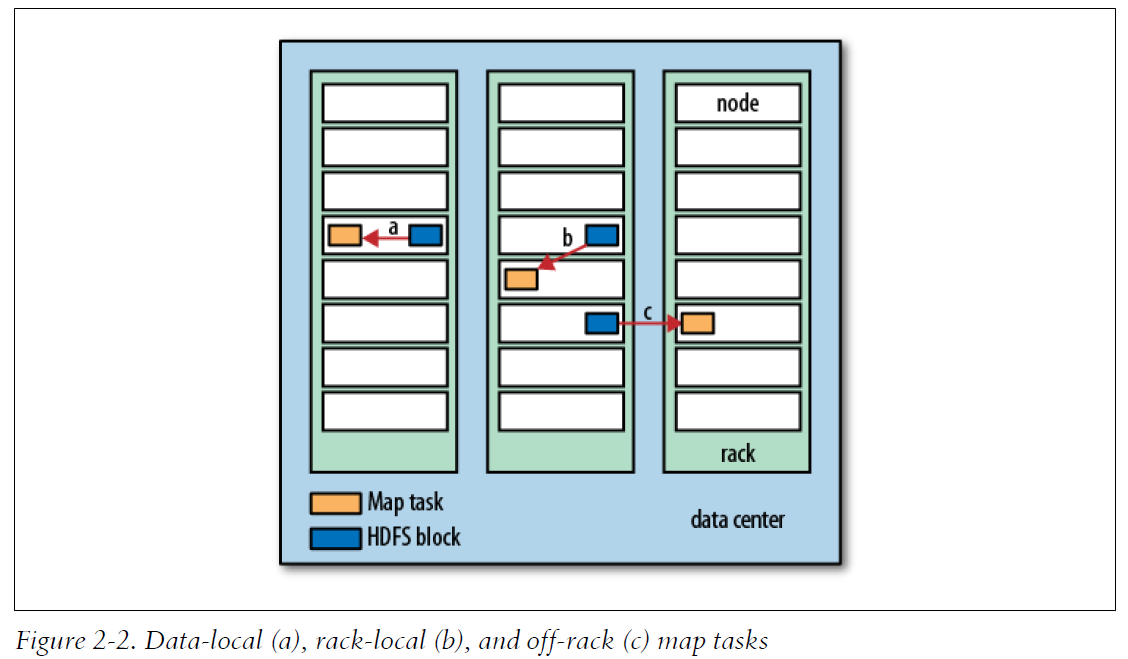 node
a
b
c
rack
Map task
HDFS block
data center
Figure 2-2. Data-local (a), rack-local (b), and off-rack (c) map tasks